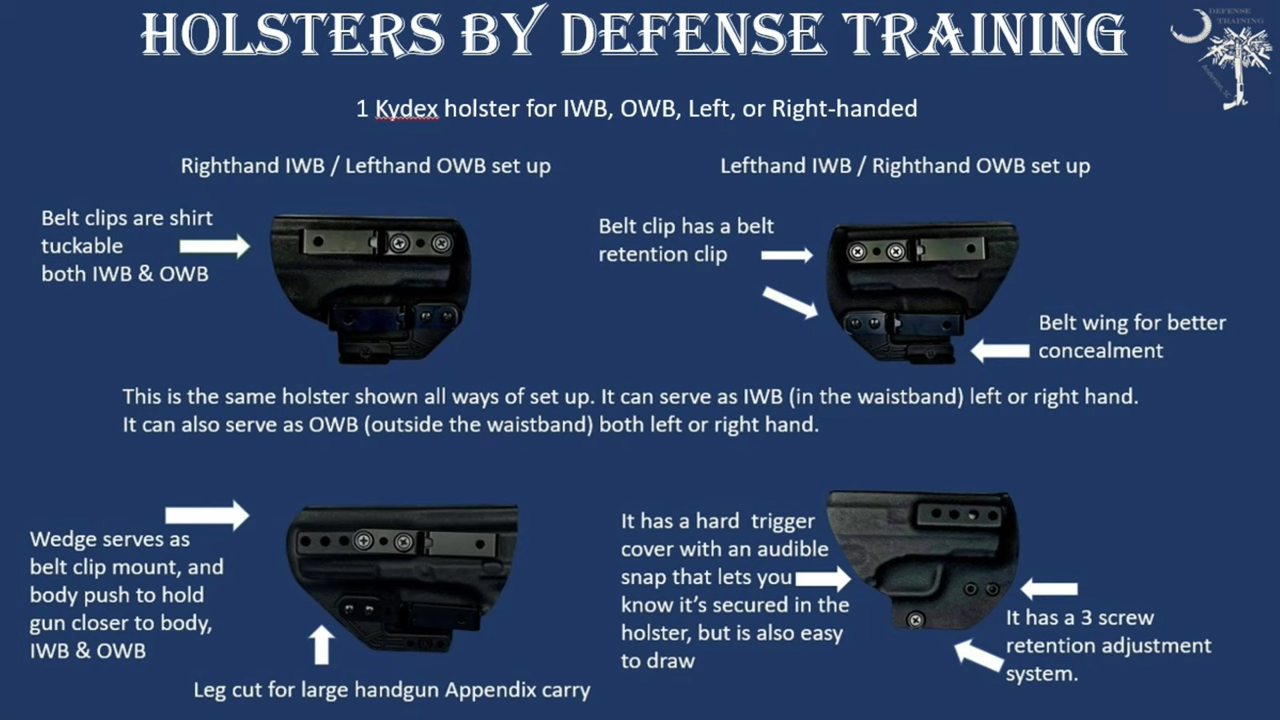 HOLSTERS BY DEFENSE TRAINING
DEFENSE
TRAINING
Anderson, SC
1 Kydex holster for IWB, OWB, Left, or Right-handed
Righthand IWB / Lefthand OWB set up
Lefthand IWB / Righthand OWB set up
Belt clips are shirt
tuckable
both IWB & OWB
Belt clip has a belt
retention clip
Belt wing for better
concealment
This is the same holster shown all ways of set up. It can serve as IWB (in the waistband) left or right hand.
It can also serve as OWB (outside the waistband) both left or right hand.
Wedge serves as
belt clip mount, and
body push to hold
gun closer to body,
IWB & OWB
Leg cut for large handgun Appendix carry
It has a hard  trigger
cover with an audible
snap that lets you
know it’s secured in the
holster, but is also easy
to draw
It has a 3 screw
retention adjustment
system.